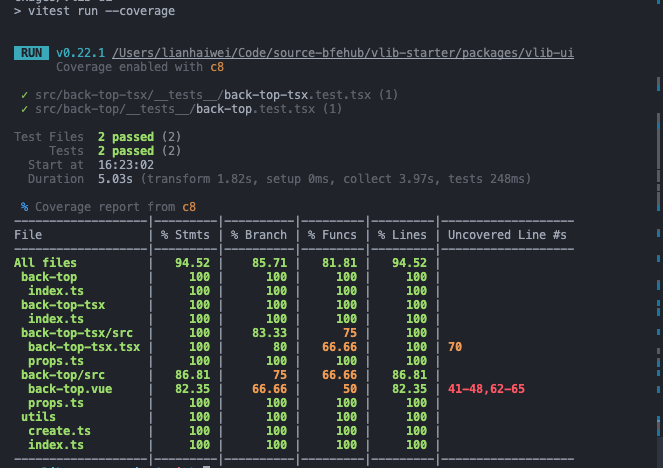 > vitest run --coverage
RUN v0.22.1 /Users/lianhaiwei/Code/source-bfehub/vlib-starter/packages/vlib-ui
Coverage enabled with c8
✓ src/back-top-tsx/__tests__/back-top-tsx.test.tsx (1)
✓ src/back-top/__tests__/back-top.test.tsx (1)
Test Files 2 passed (2)
Tests 2 passed (2)
Start at 16:23:02
Duration 5.03s (transform 1.82s, setup 0ms, collect 3.97s, tests 248ms)
% Coverage report from c8
File | % Stmts | % Branch | % Funcs | % Lines | Uncovered Line #s
All files | 94.52 | 85.71 | 81.81 | 94.52 |
back-top | 100 | 100 | 100 | 100 |
index.ts | 100 | 100 | 100 | 100 |
back-top-tsx | 100 | 100 | 100 | 100 |
index.ts | 100 | 100 | 100 | 100 |
back-top-tsx/src | 100 | 83.33 | 75 | 100 |
back-top-tsx.tsx | 100 | 80 | 66.66 | 100 | 70
props.ts | 100 | 100 | 100 | 100 |
back-top/src | 86.81 | 75 | 66.66 | 86.81 |
back-top.vue | 82.35 | 66.66 | 50 | 82.35 | 41-48,62-65
props.ts | 100 | 100 | 100 | 100 |
utils | 100 | 100 | 100 | 100 |
create.ts | 100 | 100 | 100 | 100 |
index.ts | 100 | 100 | 100 | 100 |